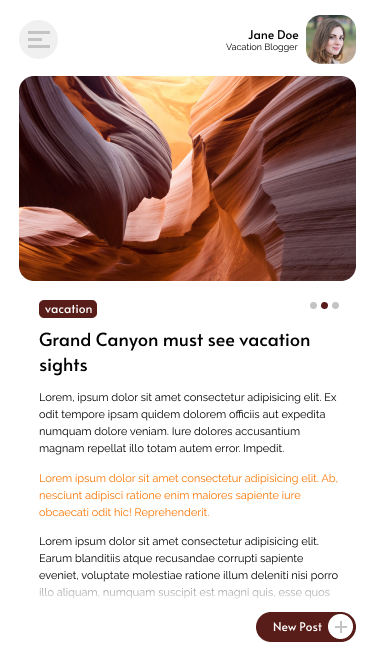 Jane Doe
Vacation Blogger
vacation
Grand Canyon must see vacation
sights
Lorem, ipsum dolor sit amet consectetur adipisicing elit. Ex
odit tempore ipsam quidem dolorem officiis aut expedita
numquam dolore veniam. Iure dolores accusantium
magnam repellat illo totam autem error. Impedit.
Lorem ipsum dolor sit amet consectetur adipisicing elit. Ab,
nesciunt adipisci ratione enim maiores sapiente iure
obcaecati odit hic! Reprehenderit.
Lorem ipsum dolor sit amet consectetur adipisicing elit.
Earum blanditiis atque recusandae corrupti sapiente
eveniet, voluptate molestiae ratione illum deleniti nisi porro
illo aliquam, numquam suscipit est magni quis, esse quos
New Post